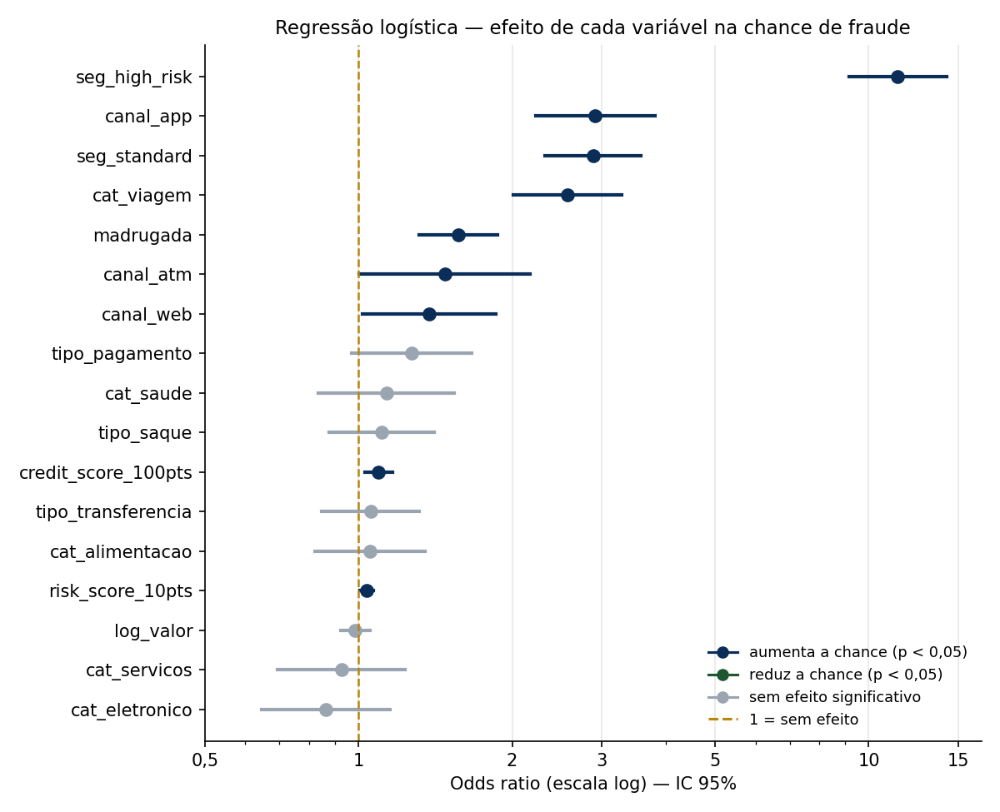 Regressão logística — efeito de cada variável na chance de fraude
seg_high_risk
canal_app
seg_standard
cat_viagem
madrugada
canal_atm
canal_web
tipo_pagamento
cat_saude
tipo_saque
credit_score_100pts
tipo_transferencia
cat_alimentacao
risk_score_10pts
log_valor
cat_servicos
cat_eletronico
aumenta a chance (p < 0,05)
reduz a chance (p < 0,05)
sem efeito significativo
1 = sem efeito
0,5 1 2 3 5 10 15
Odds ratio (escala log) — IC 95%